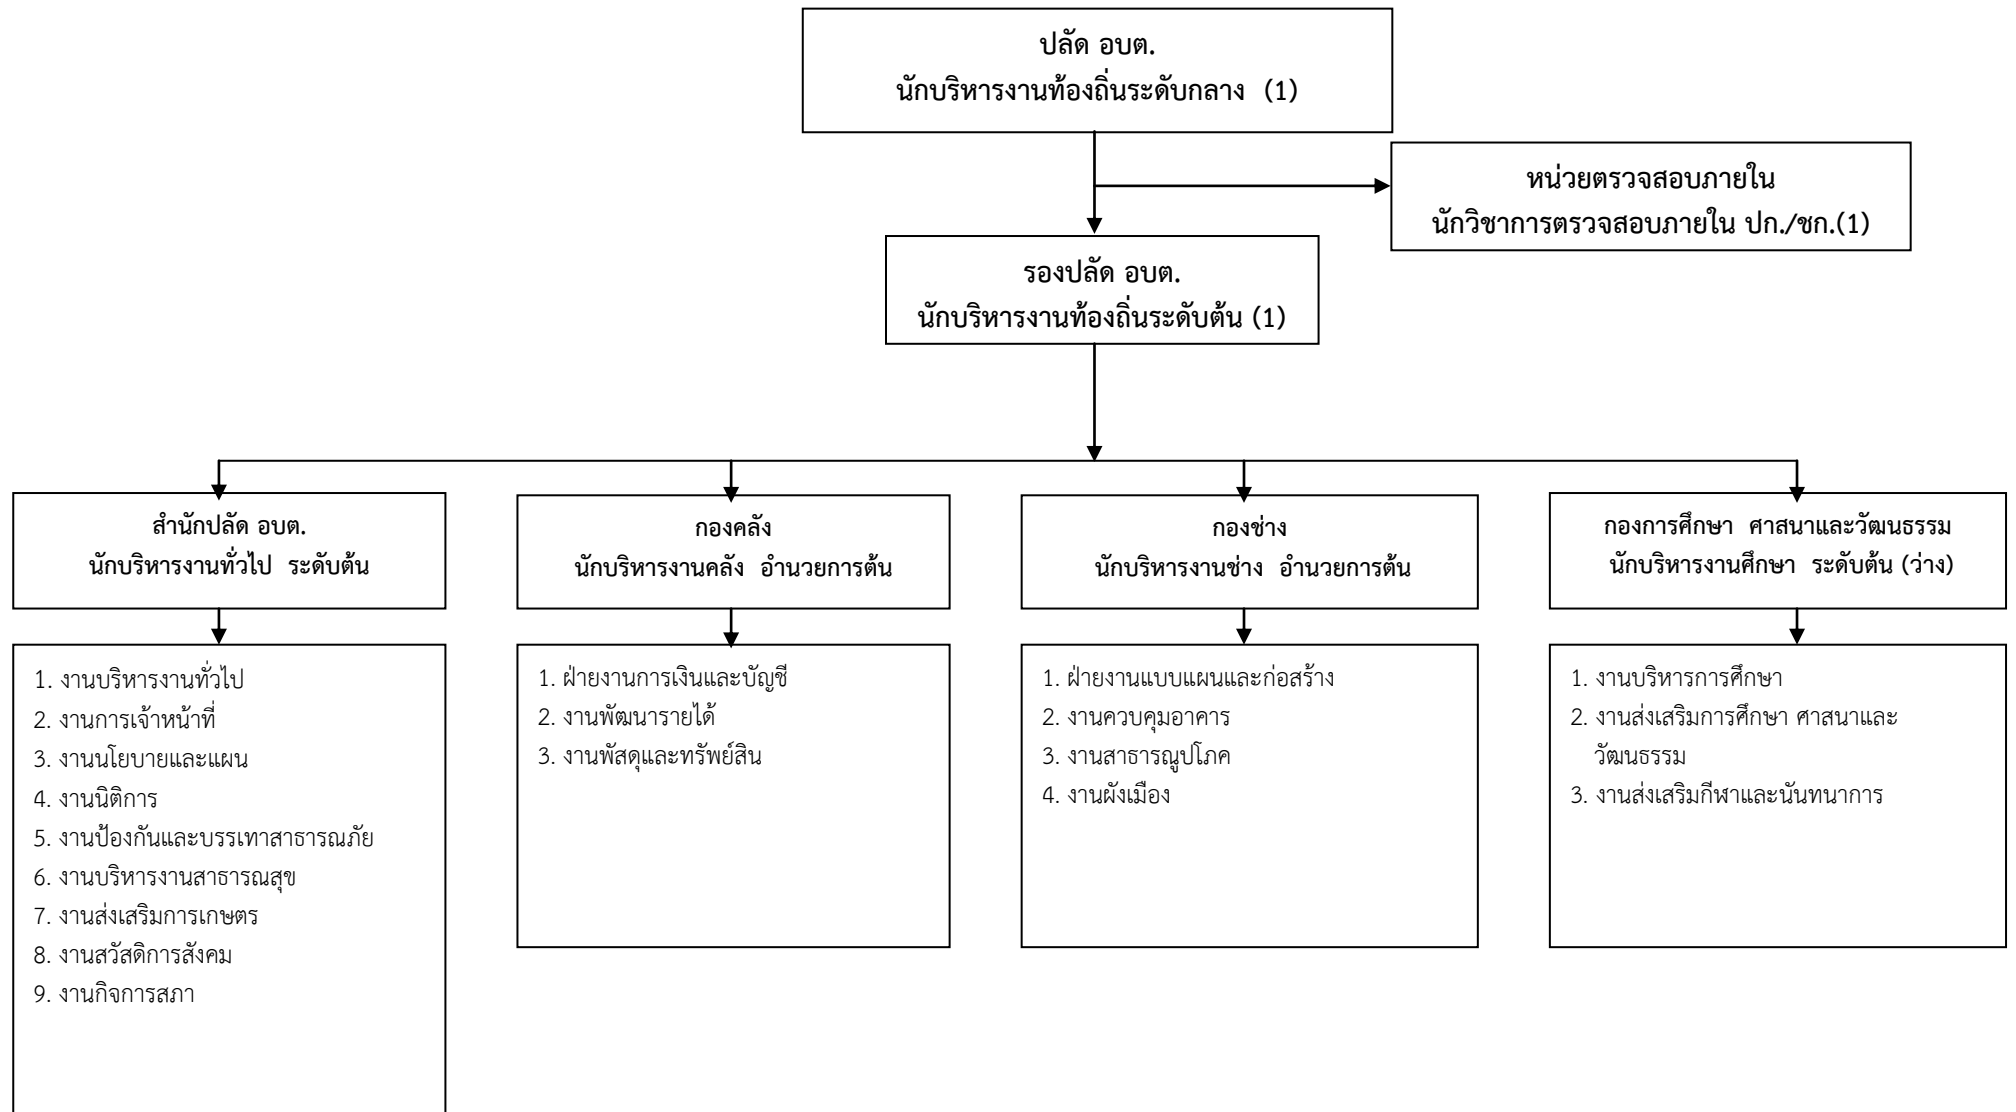 ปลัด อบต.
นักบริหารงานท้องถิ่นระดับกลาง (1)
หน่วยตรวจสอบภายใน
นักวิชาการตรวจสอบภายใน ปก./ชก.(1)
รองปลัด อบต.
นักบริหารงานท้องถิ่นระดับต้น (1)
สำนักปลัด อบต.
นักบริหารงานทั่วไป ระดับต้น
กองคลัง
นักบริหารงานคลัง อำนวยการต้น
กองช่าง
นักบริหารงานช่าง อำนวยการต้น
กองการศึกษา ศาสนาและวัฒนธรรม
นักบริหารงานศึกษา ระดับต้น (ว่าง)
1. งานบริหารงานทั่วไป
2. งานการเจ้าหน้าที่
3. งานนโยบายและแผน
4. งานนิติการ
5. งานป้องกันและบรรเทาสาธารณภัย
6. งานบริหารงานสาธารณสุข
7. งานส่งเสริมการเกษตร
8. งานสวัสดิการสังคม
9. งานกิจการสภา
1. ฝ่ายงานการเงินและบัญชี
2. งานพัฒนารายได้
3. งานพัสดุและทรัพย์สิน
1. ฝ่ายงานแบบแผนและก่อสร้าง
2. งานควบคุมอาคาร
3. งานสาธารณูปโภค
4. งานผังเมือง
1. งานบริหารการศึกษา
2. งานส่งเสริมการศึกษา ศาสนาและ
วัฒนธรรม
3. งานส่งเสริมกีฬาและนันทนาการ